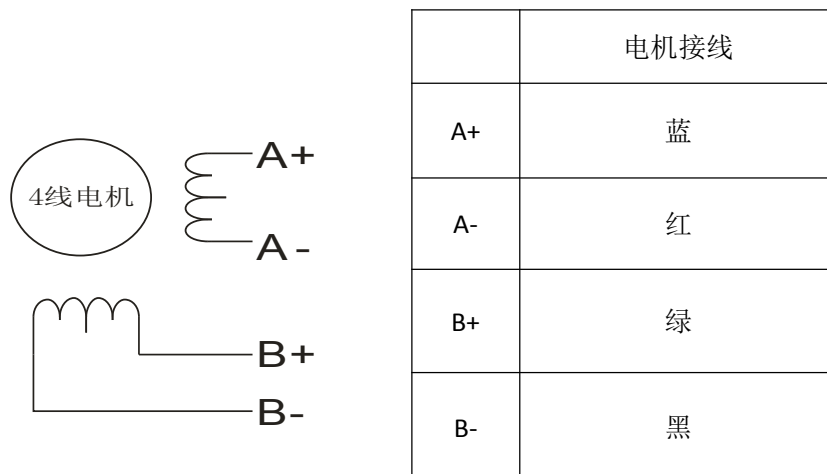 4线电机
A+
A-
B+
B-
电机接线
A+ 蓝
A- 红
B+ 绿
B- 黑